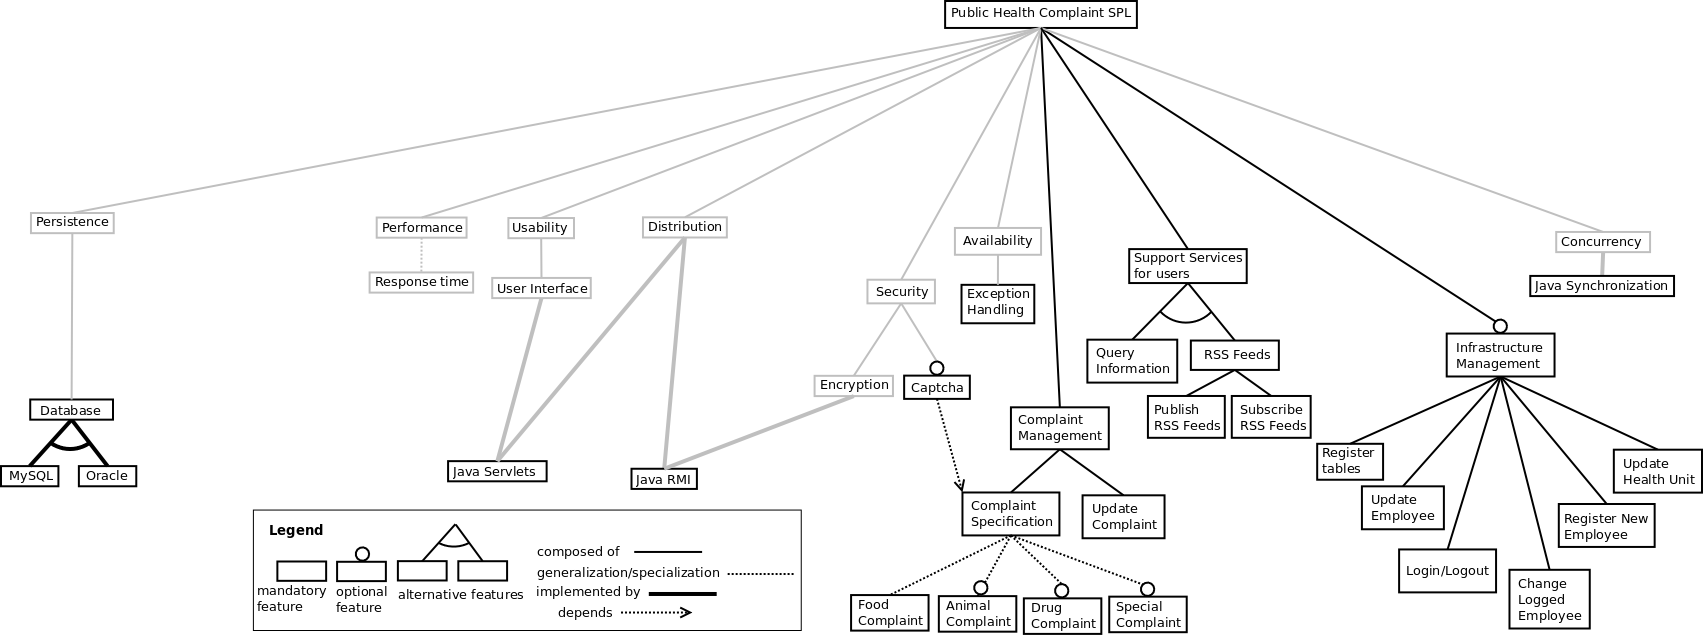 Public Health Complaint SPL
Persistence
Performance
Usability
Distribution
Availability
Support Services
for users
Concurrency
Response time
User Interface
Security
Exception
Handling
Java Synchronization
Query
Information
RSS Feeds
Infrastructure
Management
Encryption
Captcha
Database
Complaint
Management
Publish
RSS Feeds
Subscribe
RSS Feeds
MySQL
Oracle
Java Servlets
Java RMI
Register
tables
Update
Health Unit
Complaint
Specification
Update
Complaint
Update
Employee
Register New
Employee
Login/Logout
Change
Logged
Employee
Food
Complaint
Animal
Complaint
Drug
Complaint
Special
Complaint
Legend
mandatory
feature
optional
feature
alternative features
composed of
generalization/specialization
implemented by
depends